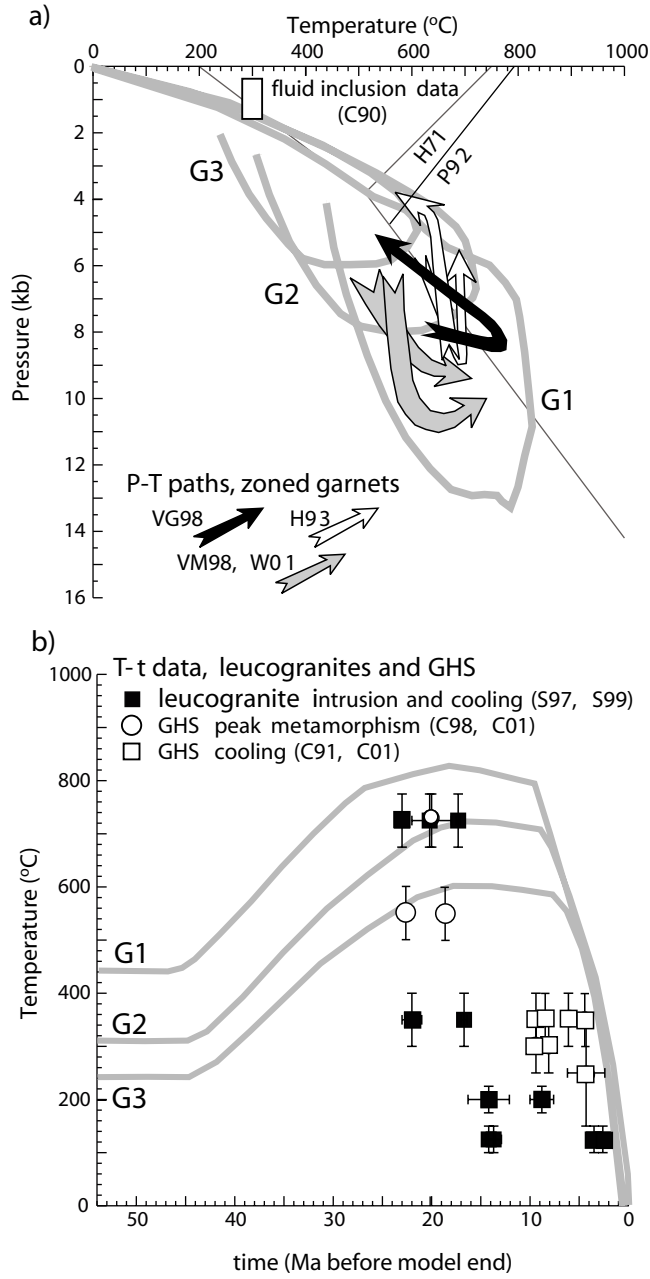 a)
Temperature (°C)
0 200 400 600 800 1000
0
2
4
6
8
10
12
14
16
Pressure (kb)
fluid inclusion data
(C90)
H71
P92
G3
G2
G1
P-T paths, zoned garnets
VG98
H93
VM98, W01
b)
T-t data, leucogranites and GHS
leucogranite intrusion and cooling (S97, S99)
GHS peak metamorphism (C98, C01)
GHS cooling (C91, C01)
1000
800
600
400
200
0
Temperature (°C)
G1
G2
G3
50 40 30 20 10 0
time (Ma before model end)